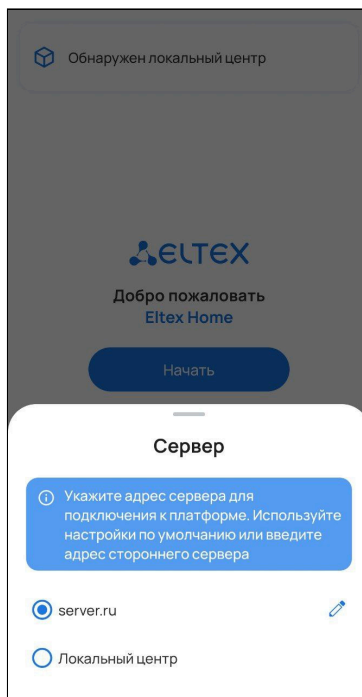 Обнаружен локальный центр
ELTEX
Добро пожаловать
Eltex Home
Начать
Сервер
Укажите адрес сервера для
подключения к платформе. Используйте
настройки по умолчанию или введите
адрес стороннего сервера
server.ru
Локальный центр